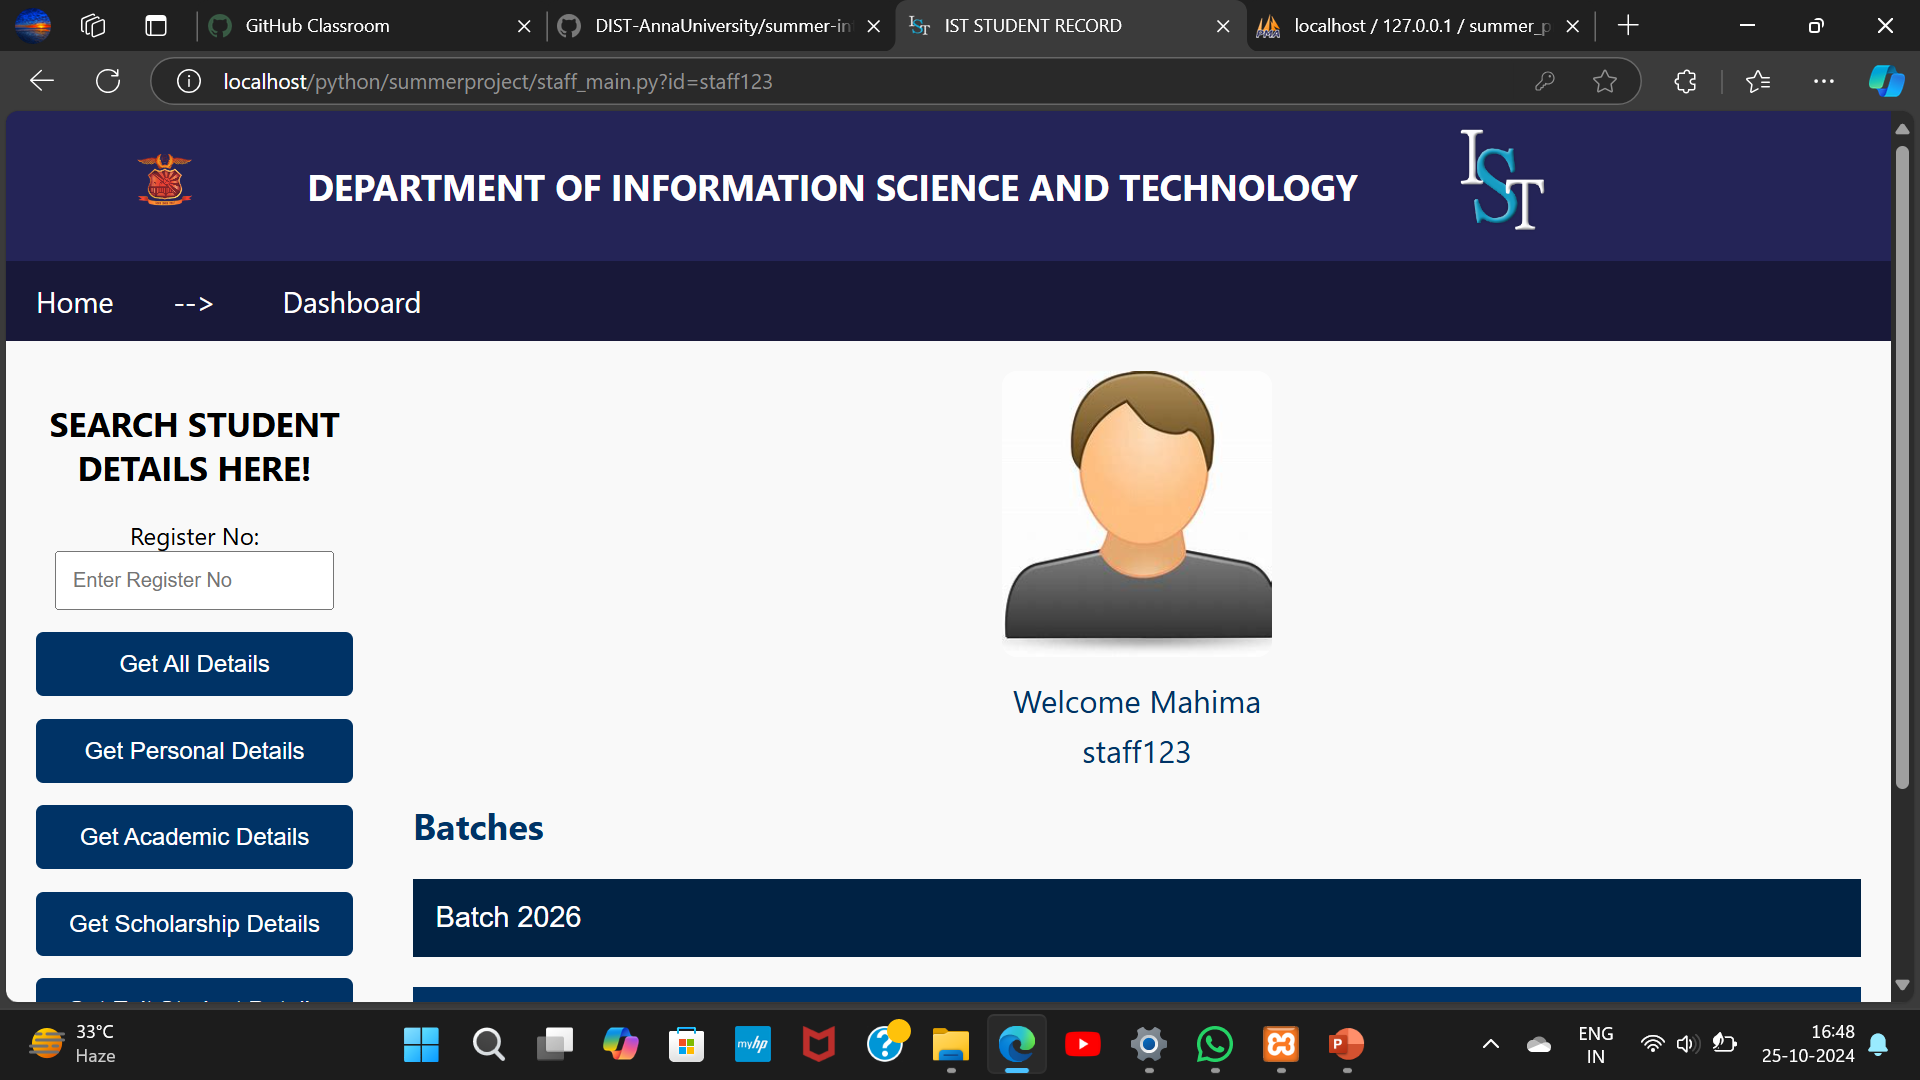 GitHub Classroom
DIST-AnnaUniversity/summer-in
IST STUDENT RECORD
localhost / 127.0.0.1 / summer_p
localhost/python/summerproject/staff_main.py?id=staff123
DEPARTMENT OF INFORMATION SCIENCE AND TECHNOLOGY
IST
Home --> Dashboard
SEARCH STUDENT
DETAILS HERE!
Register No:
Enter Register No
Get All Details
Get Personal Details
Get Academic Details
Get Scholarship Details
Welcome Mahima
staff123
Batches
Batch 2026
33°C
Haze
myhp
ENG
IN
16:48
25-10-2024